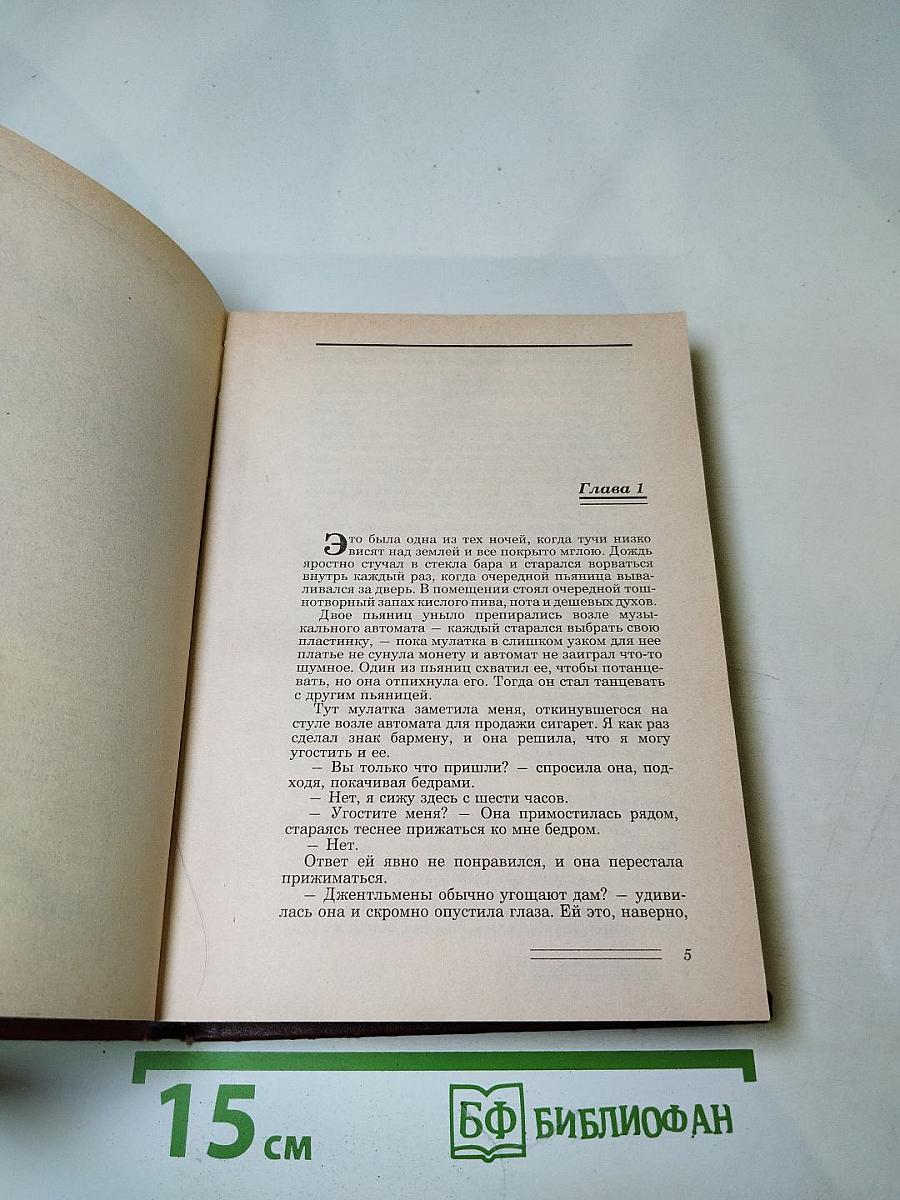 Глава 1
Это была одна из тех ночей, когда тучи низко
висят над землей и все покрыто мглою. Дождь
яростно стучал в стекла бара и старался ворваться
внутрь каждый раз, когда очередной пьяница выва-
ливался за дверь. В помещении стоял очередной тош-
нотворный запах кислого пива, пота и дешевых духов.
Двое пьяниц уныло препирались возле музы-
кального автомата — каждый старался выбрать свою
пластинку, — пока мулатка в слишком узком для нее
платье не сунула монету и автомат не заиграл что-то
шумное. Один из пьяниц схватил ее, чтобы потанце-
вать, но она отпихнула его. Тогда он стал танцевать
с другим пьяницей.
Тут мулатка заметила меня, откинувшегося на
стуле возле автомата для продажи сигарет. Я как раз
сделал знак бармену, и она решила, что я могу
угостить и ее.
— Вы только что пришли? — спросила она, под-
ходя, покачивая бедрами.
— Нет, я сижу здесь с шести часов.
— Угостите меня? — Она примостилась рядом,
стараясь теснее прижаться ко мне бедром.
— Нет.
Ответ ей явно не понравился, и она перестала
прижиматься.
— Джентльмены обычно угощают дам? — удиви-
лась она и скромно опустила глаза. Ей это, наверно,
5
15 см
БФ БИБЛИОФАН